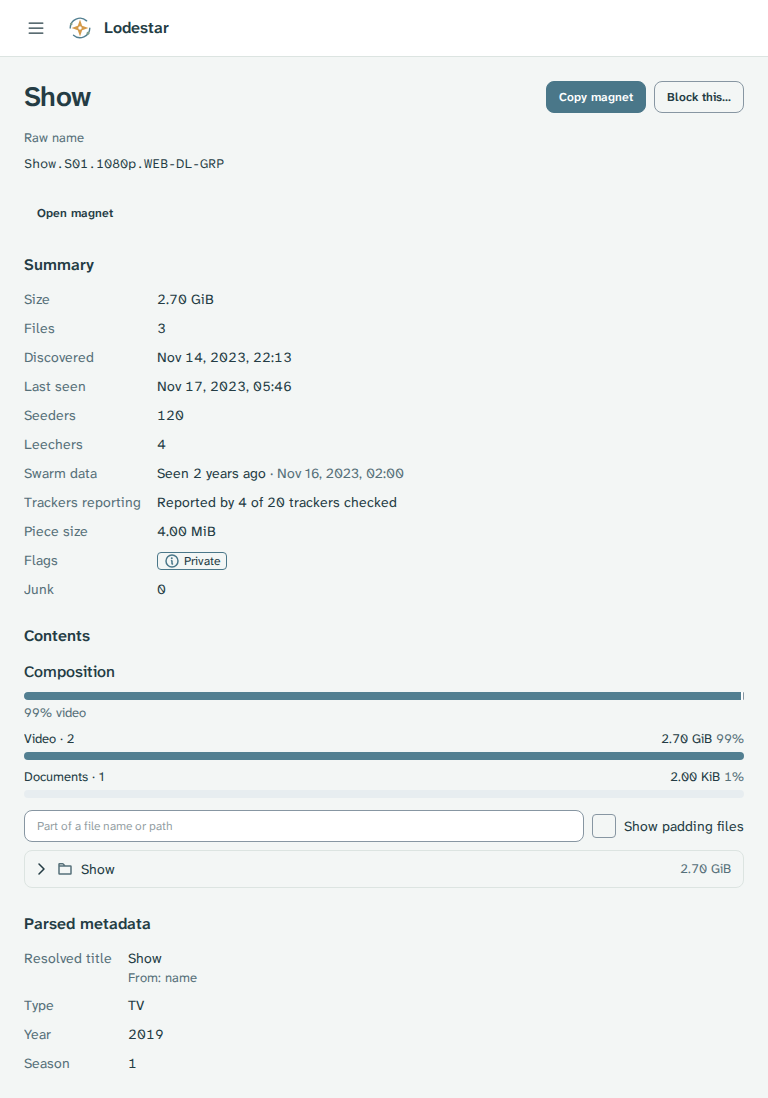 Lodestar
Show
Copy magnet
Block this...
Raw name
Show.S01.1080p.WEB-DL-GRP
Open magnet
Summary
Size 2.70 GiB
Files 3
Discovered Nov 14, 2023, 22:13
Last seen Nov 17, 2023, 05:46
Seeders 120
Leechers 4
Swarm data Seen 2 years ago · Nov 16, 2023, 02:00
Trackers reporting Reported by 4 of 20 trackers checked
Piece size 4.00 MiB
Flags Private
Junk 0
Contents
Composition
99% video
Video · 2 2.70 GiB 99%
Documents · 1 2.00 KiB 1%
Part of a file name or path
Show padding files
Show 2.70 GiB
Parsed metadata
Resolved title Show
From: name
Type TV
Year 2019
Season 1